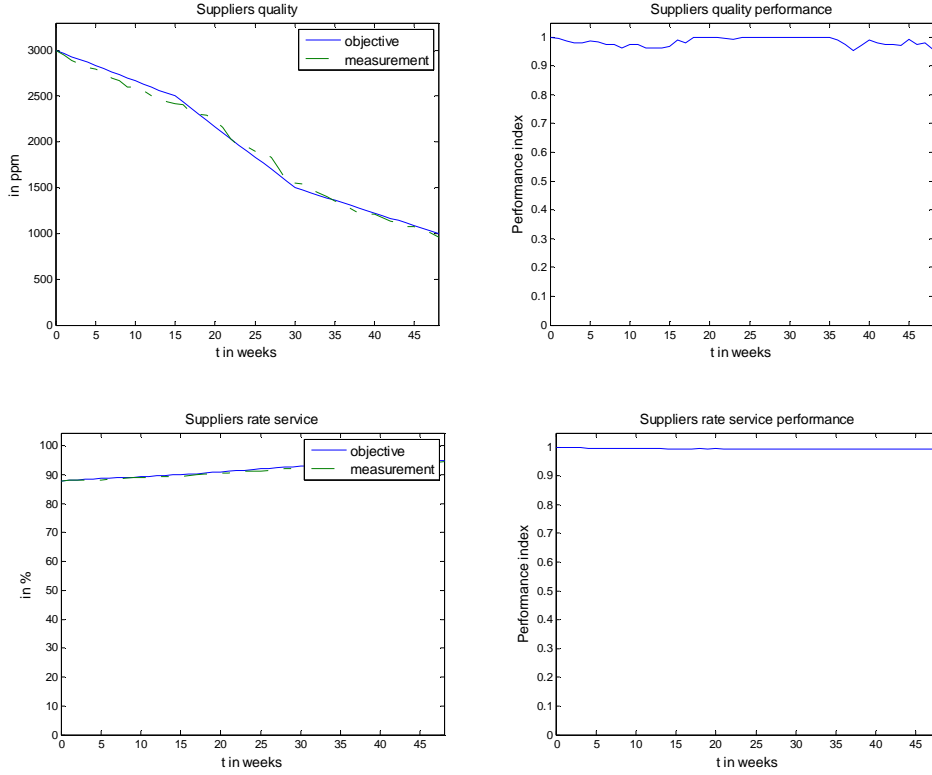 Suppliers quality
3000
2500
2000
1500
1000
500
0
in ppm
objective
measurement
0 5 10 15 20 25 30 35 40 45
t in weeks
Suppliers quality performance
1
0.9
0.8
0.7
0.6
0.5
0.4
0.3
0.2
0.1
0
Performance index
0 5 10 15 20 25 30 35 40 45
t in weeks
Suppliers rate service
100
90
80
70
60
50
40
30
20
10
0
in %
objective
measurement
0 5 10 15 20 25 30 35 40 45
t in weeks
Suppliers rate service performance
1
0.9
0.8
0.7
0.6
0.5
0.4
0.3
0.2
0.1
0
Performance index
0 5 10 15 20 25 30 35 40 45
t in weeks